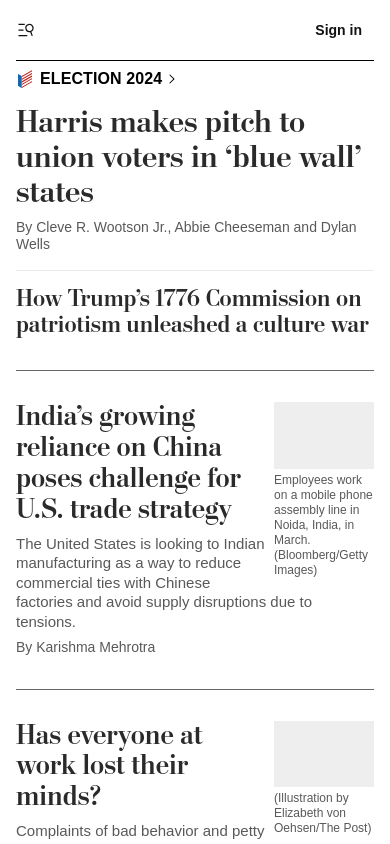 Sign in
ELECTION 2024
Harris makes pitch to
union voters in ‘blue wall’
states
By Cleve R. Wootson Jr., Abbie Cheeseman and Dylan
Wells
How Trump’s 1776 Commission on
patriotism unleashed a culture war
India’s growing
reliance on China
poses challenge for
U.S. trade strategy
The United States is looking to Indian
manufacturing as a way to reduce
commercial ties with Chinese
factories and avoid supply disruptions due to
tensions.
By Karishma Mehrotra
Employees work
on a mobile phone
assembly line in
Noida, India, in
March.
(Bloomberg/Getty
Images)
Has everyone at
work lost their
minds?
Complaints of bad behavior and petty
(Illustration by
Elizabeth von
Oehsen/The Post)